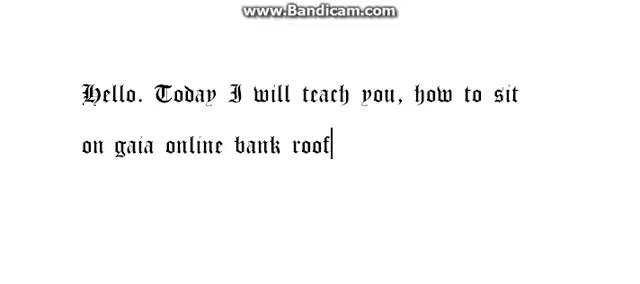 www.Bandicam.com
Hello. Today I will teach you, how to sit
on gaia online bank roof